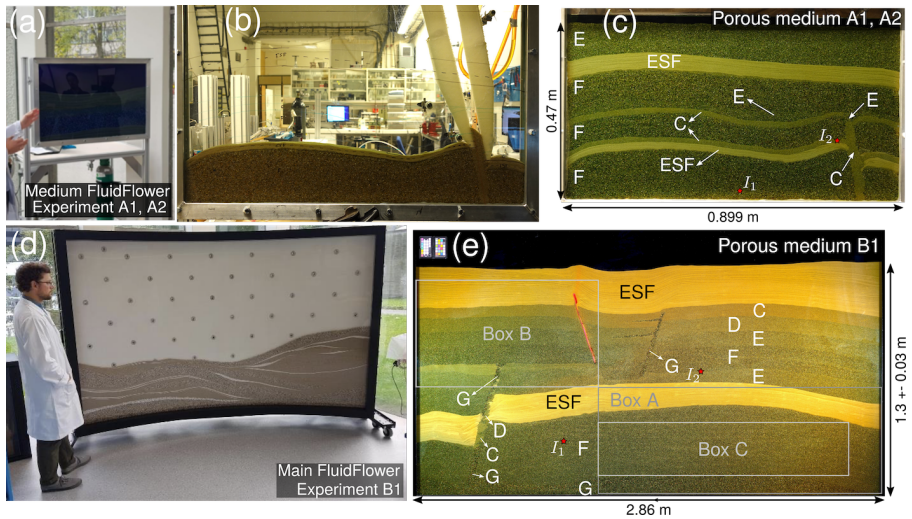 (a)
Medium FluidFlower
Experiment A1, A2
(b)
(c)
Porous medium A1, A2
E
ESF
F
E
E
C
I2
F
ESF
F
I1
C
0.47 m
0.899 m
(d)
Main FluidFlower
Experiment B1
(e)
Porous medium B1
ESF
C
D
E
Box B
F
G
I2
E
G
ESF
Box A
D
I1
F
Box C
C
G
G
1.3 +- 0.03 m
2.86 m